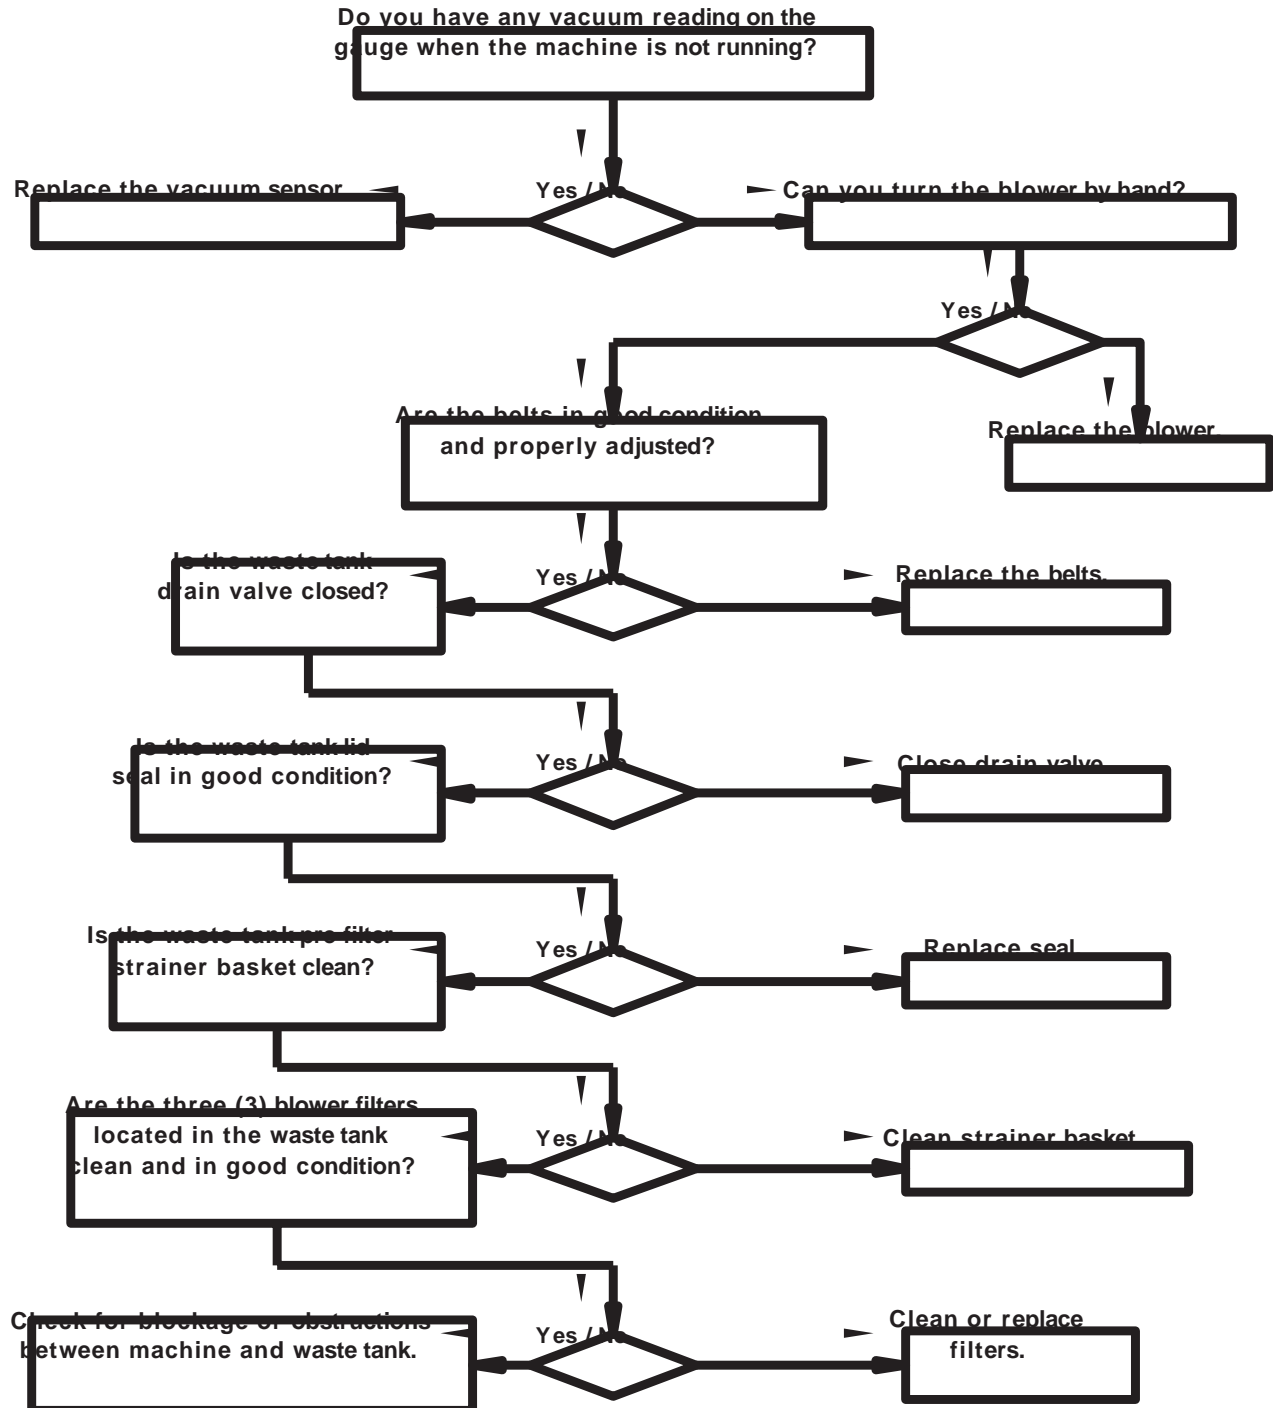 Do you have any vacuum reading on the
gauge when the machine is not running?
Replace the vacuum sensor
Yes / No
Can you turn the blower by hand?
Yes / No
Are the belts in good condition
and properly adjusted?
Replace the blower.
Is the waste tank
drain valve closed?
Yes / No
Replace the belts.
Is the waste tank lid
seal in good condition?
Yes / No
Close drain valve
Is the waste tank pre filter
strainer basket clean?
Yes / No
Replace seal
Are the three (3) blower filters
located in the waste tank
clean and in good condition?
Yes / No
Clean strainer basket
Check for blockage or obstructions
between machine and waste tank.
Yes / No
Clean or replace
filters.